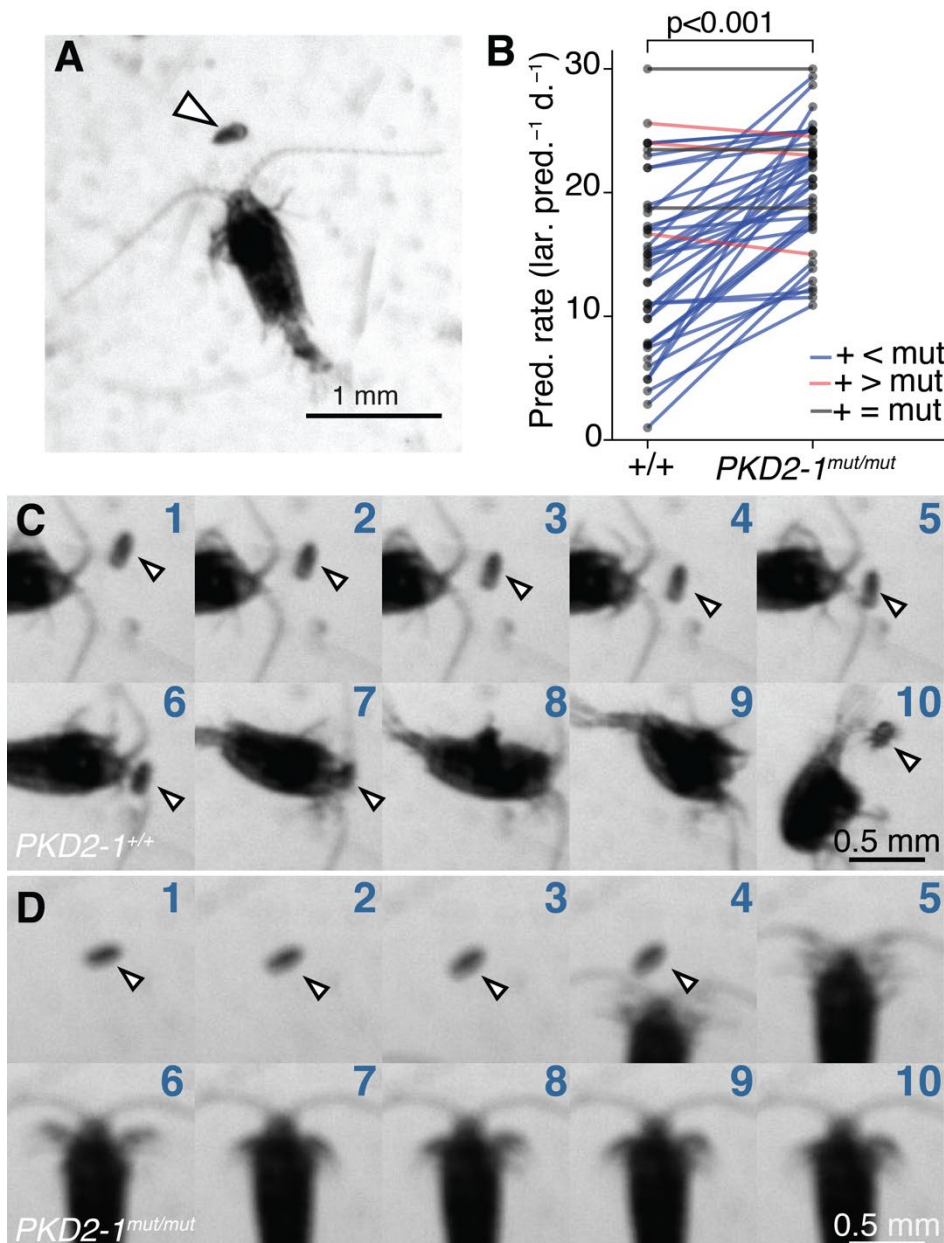 A
1 mm
B
p<0.001
Pred. rate (lar. pred.⁻¹ d.⁻¹)
30
20
10
0
+ < mut
+ > mut
+ = mut
+/+ PKD2-1mut/mut
C
1 2 3 4 5
6 7 8 9 10
PKD2-1+/+
0.5 mm
D
1 2 3 4 5
6 7 8 9 10
PKD2-1mut/mut
0.5 mm